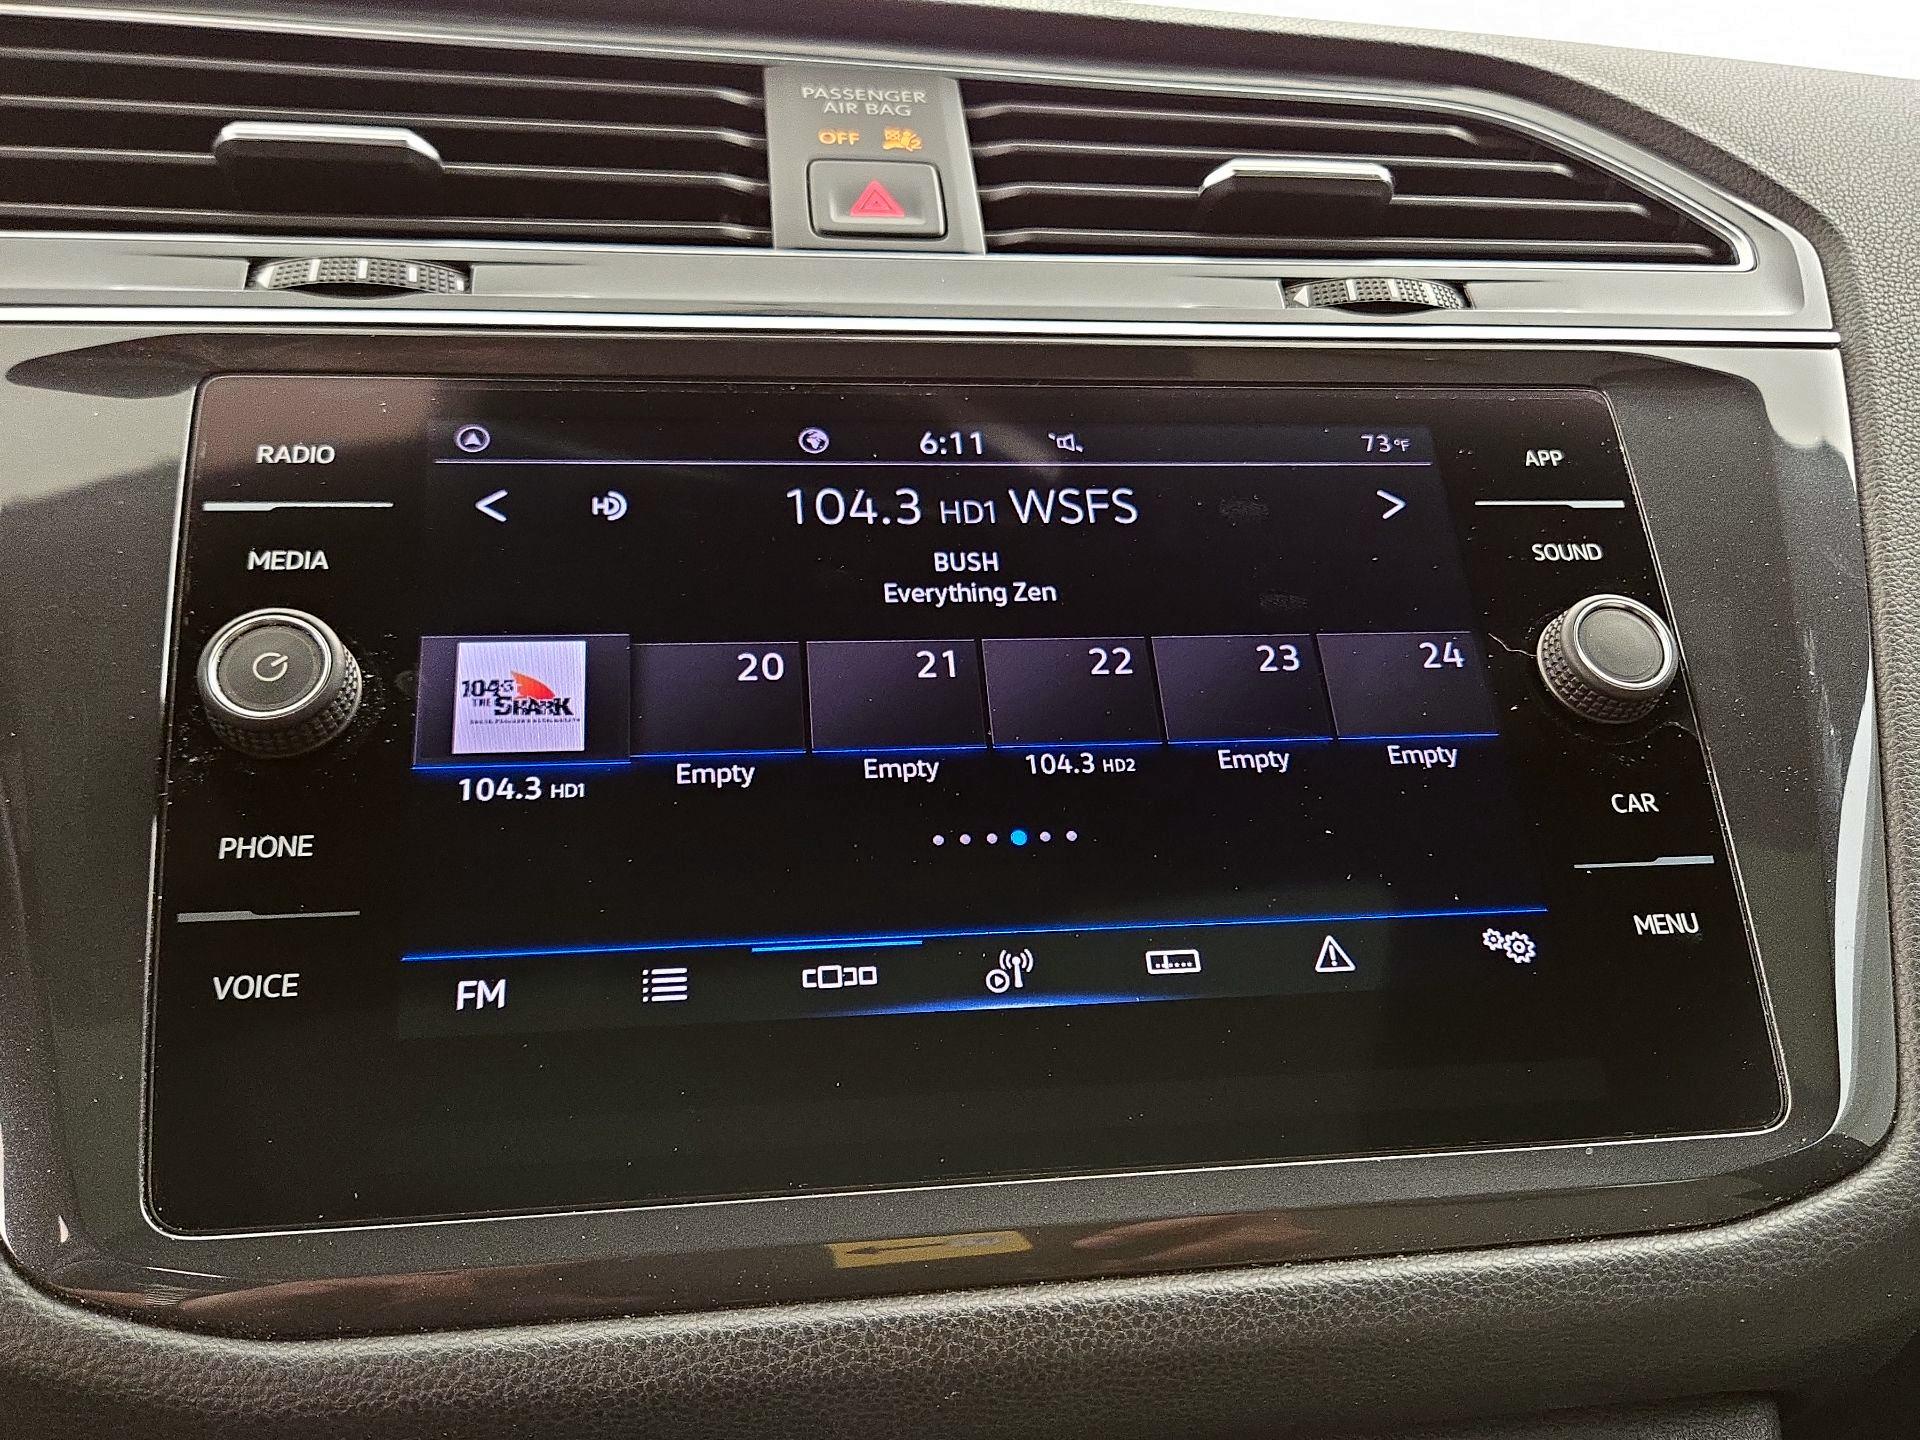 PASSENGER
AIR BAG
OFF
RADIO
MEDIA
PHONE
VOICE
6:11
73°F
HD
104.3 HD1 WSFS
BUSH
Everything Zen
104.3
THE
SHARK
20
21
22
23
24
104.3 HD1
Empty
Empty
104.3 HD2
Empty
Empty
FM
APP
SOUND
CAR
MENU